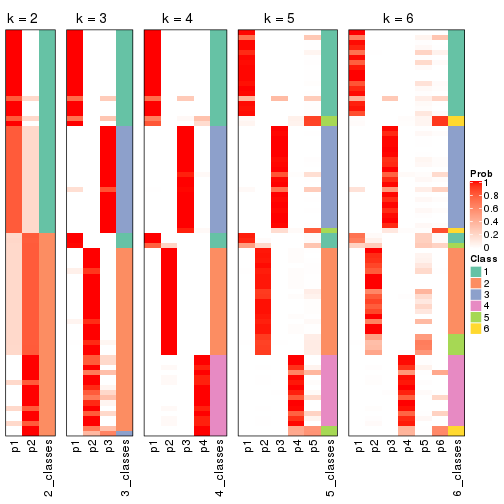 k = 2
k = 3
k = 4
k = 5
k = 6
Prob
1
0.8
0.6
0.4
0.2
0
Class
1
2
3
4
5
6
p1
p2
2_classes
p1
p2
p3
3_classes
p1
p2
p3
p4
4_classes
p1
p2
p3
p4
p5
5_classes
p1
p2
p3
p4
p5
p6
6_classes